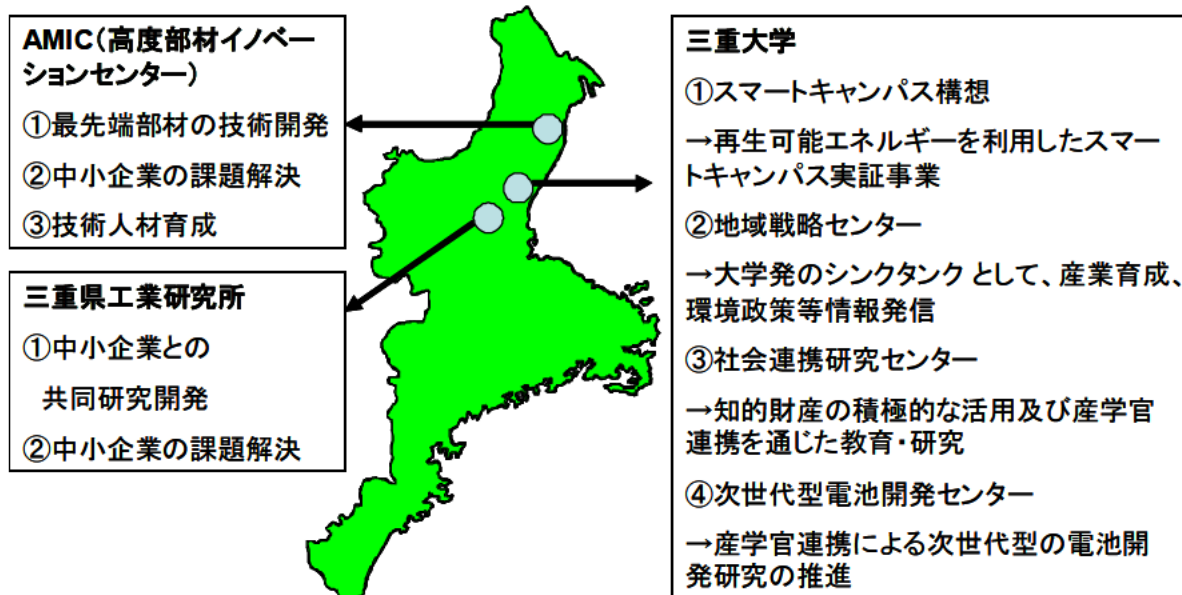 AMIC(高度部材イノベー
ションセンター)
①最先端部材の技術開発
②中小企業の課題解決
③技術人材育成
三重県工業研究所
①中小企業との
共同研究開発
②中小企業の課題解決
三重大学
①スマートキャンパス構想
→再生可能エネルギーを利用したスマー
トキャンパス実証事業
②地域戦略センター
→大学発のシンクタンク として、産業育成、
環境政策等情報発信
③社会連携研究センター
→知的財産の積極的な活用及び産学官
連携を通じた教育・研究
④次世代型電池開発センター
→産学官連携による次世代型の電池開
発研究の推進